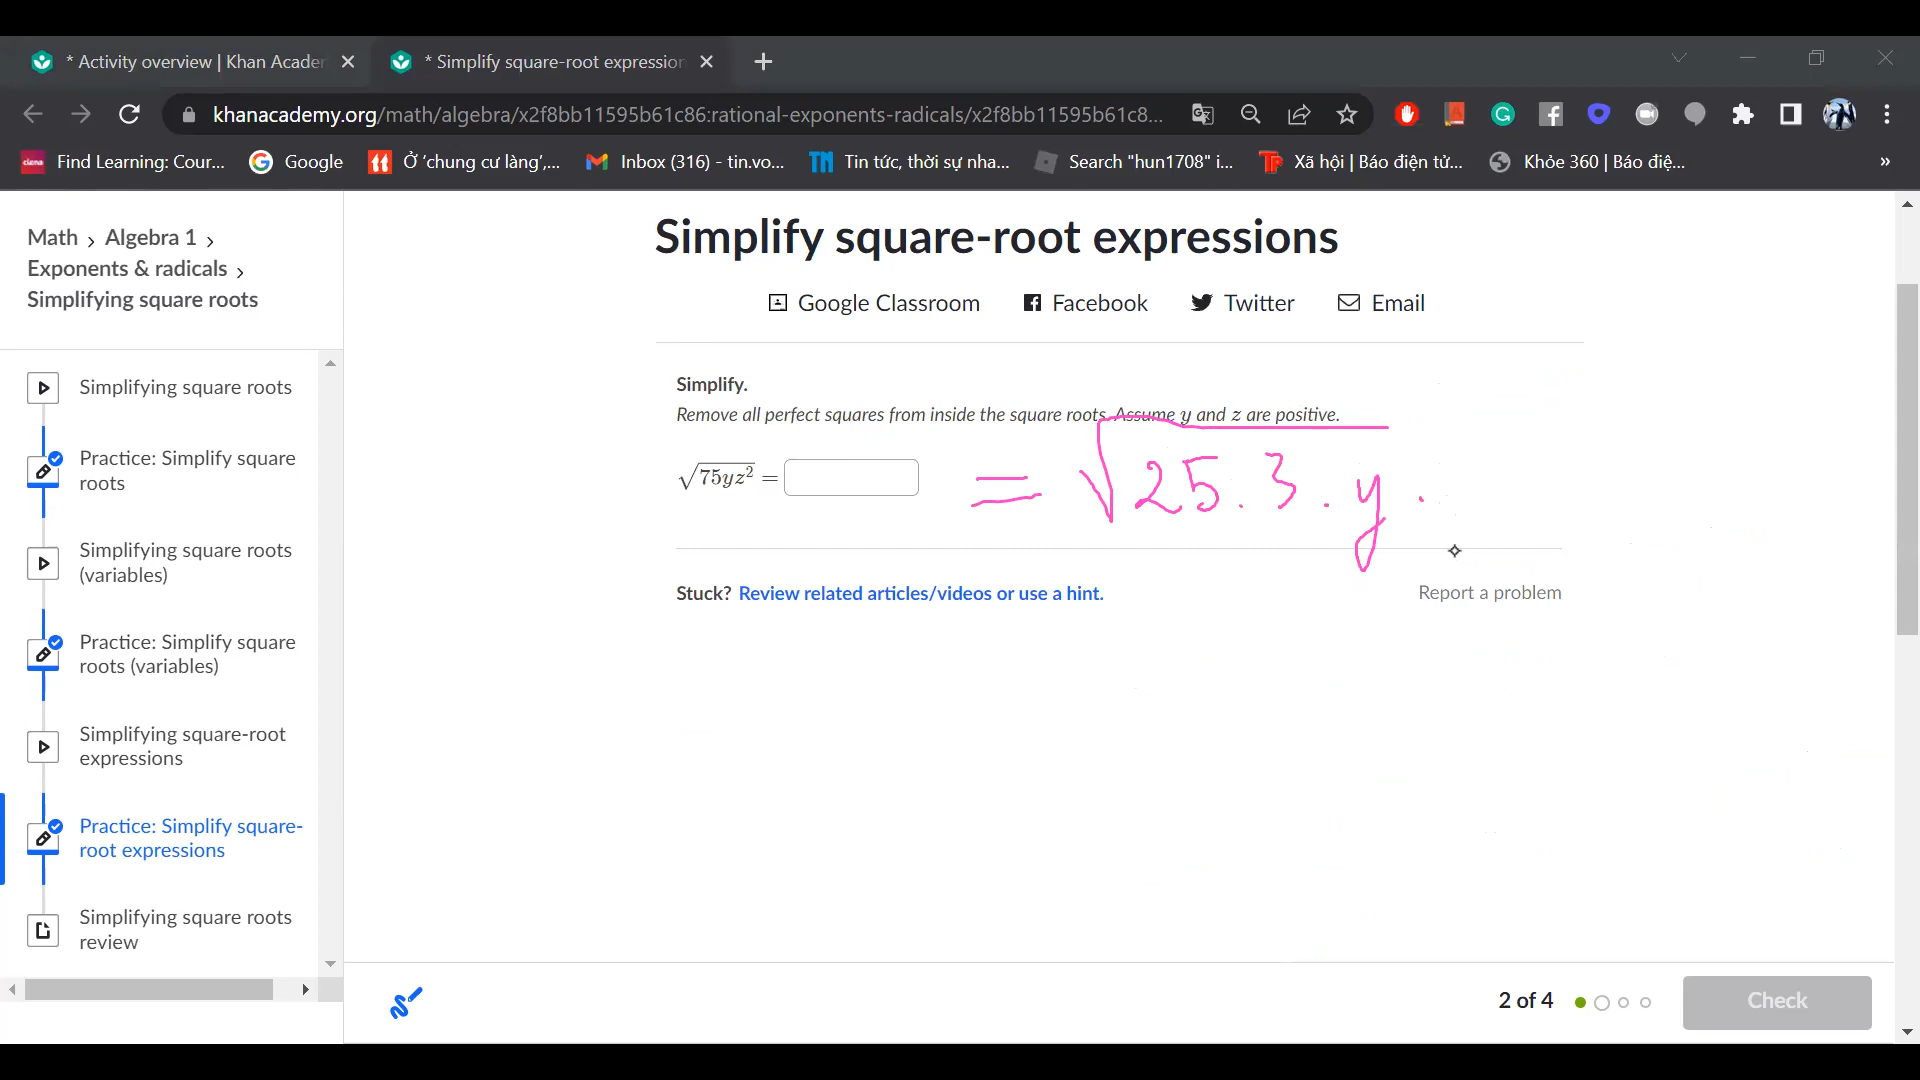 * Activity overview | Khan Acader
* Simplify square-root expression
khanacademy.org/math/algebra/x2f8bb11595b61c86:rational-exponents-radicals/x2f8bb11595b61c8...
Find Learning: Cour...
Google
Ở 'chung cư làng',...
Inbox (316) - tin.vo...
Tin tức, thời sự nha...
Search "hun1708" i...
Xã hội | Báo điện tử...
Khỏe 360 | Báo điệ...
»
Math > Algebra 1 >
Exponents & radicals >
Simplifying square roots
Simplifying square roots
Practice: Simplify square
roots
Simplifying square roots
(variables)
Practice: Simplify square
roots (variables)
Simplifying square-root
expressions
Practice: Simplify square-
root expressions
Simplifying square roots
review
Simplify square-root expressions
Google Classroom
Facebook
Twitter
Email
Simplify.
Remove all perfect squares from inside the square roots. Assume y and z are positive.
√75yz² =
= √25.3.y.
Stuck? Review related articles/videos or use a hint.
Report a problem
2 of 4
Check